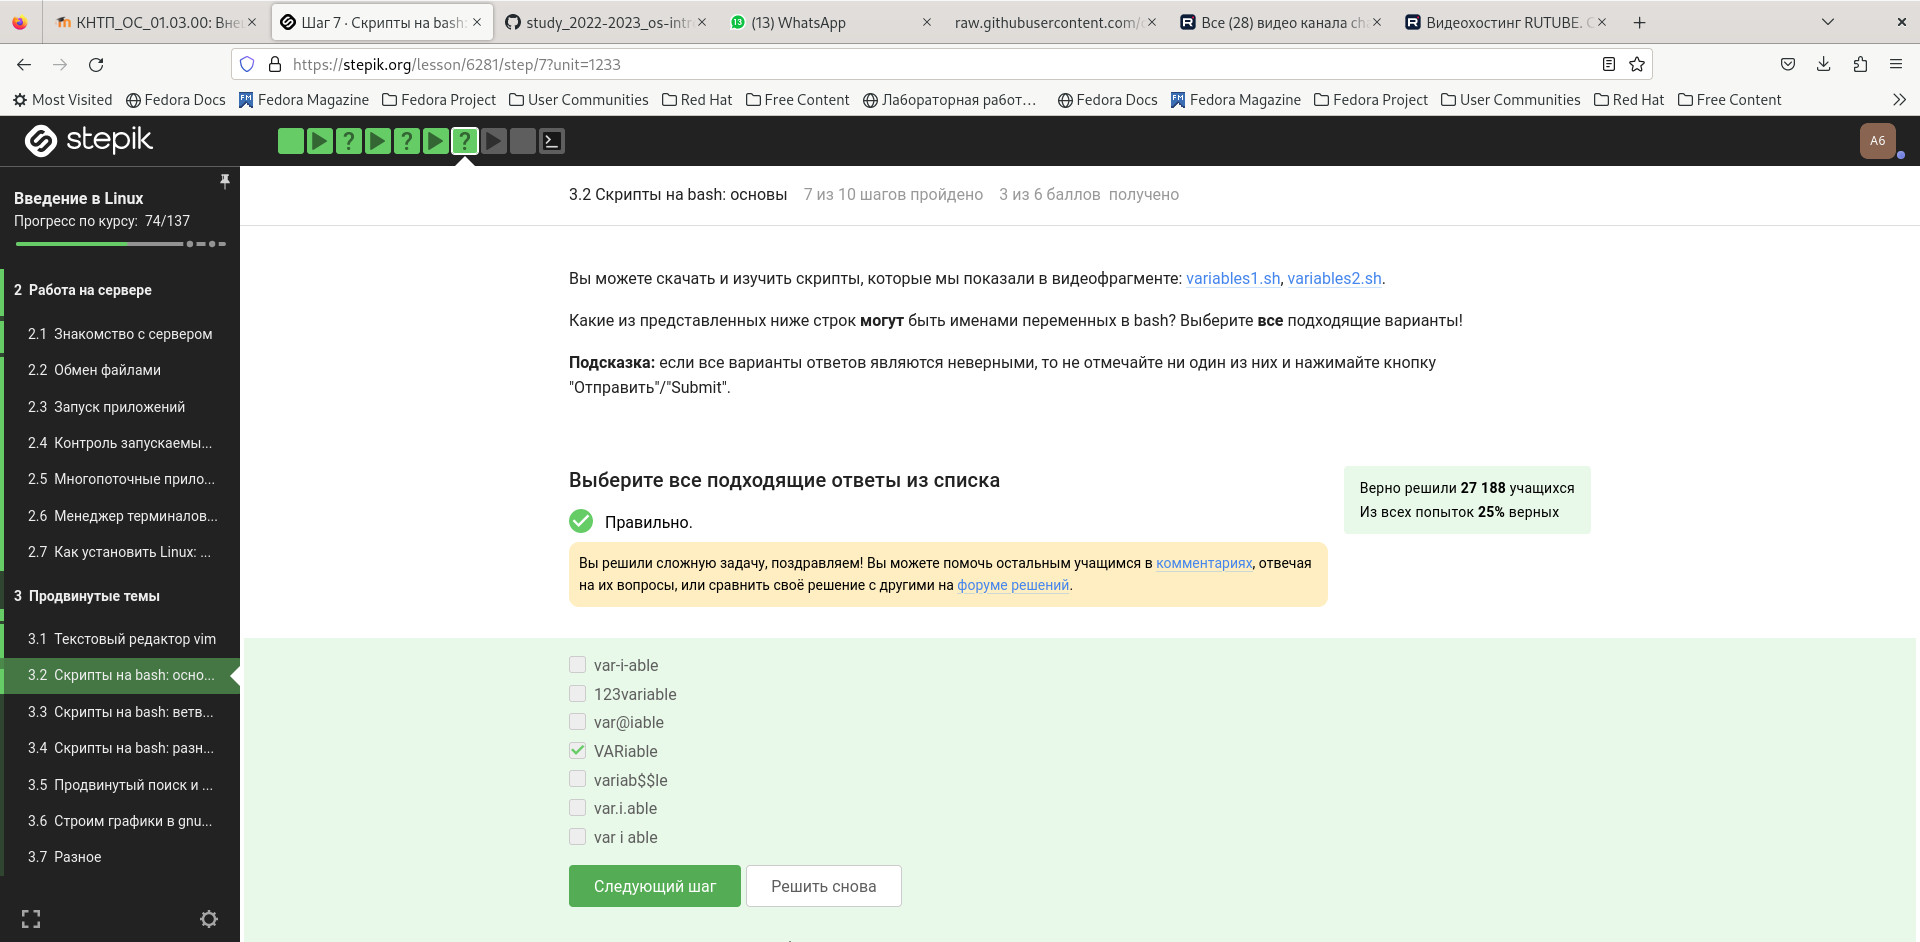 КНТП_ОС_01.03.00: Вне
Шаг 7 · Скрипты на bash:
study_2022-2023_os-intr
(13) WhatsApp
raw.githubusercontent.com/
Все (28) видео канала
Видеохостинг RUTUBE.
https://stepik.org/lesson/6281/step/7?unit=1233
Most Visited
Fedora Docs
Fedora Magazine
Fedora Project
User Communities
Red Hat
Free Content
Лабораторная работ…
Fedora Docs
Fedora Magazine
Fedora Project
User Communities
Red Hat
Free Content
stepik
A6
Введение в Linux
Прогресс по курсу: 74/137
2 Работа на сервере
2.1 Знакомство с сервером
2.2 Обмен файлами
2.3 Запуск приложений
2.4 Контроль запускаемы...
2.5 Многопоточные прило...
2.6 Менеджер терминалов...
2.7 Как установить Linux: ...
3 Продвинутые темы
3.1 Текстовый редактор vim
3.2 Скрипты на bash: осно...
3.3 Скрипты на bash: ветв...
3.4 Скрипты на bash: разн...
3.5 Продвинутый поиск и ...
3.6 Строим графики в gnu...
3.7 Разное
3.2 Скрипты на bash: основы 7 из 10 шагов пройдено 3 из 6 баллов получено
Вы можете скачать и изучить скрипты, которые мы показали в видеофрагменте: variables1.sh, variables2.sh.
Какие из представленных ниже строк могут быть именами переменных в bash? Выберите все подходящие варианты!
Подсказка: если все варианты ответов являются неверными, то не отмечайте ни один из них и нажимайте кнопку
"Отправить"/"Submit".
Выберите все подходящие ответы из списка
Верно решили 27 188 учащихся
Из всех попыток 25% верных
Правильно.
Вы решили сложную задачу, поздравляем! Вы можете помочь остальным учащимся в комментариях, отвечая
на их вопросы, или сравнить своё решение с другими на форуме решений.
var-i-able
123variable
var@iable
VARiable
variab$$le
var.i.able
var i able
Следующий шаг
Решить снова